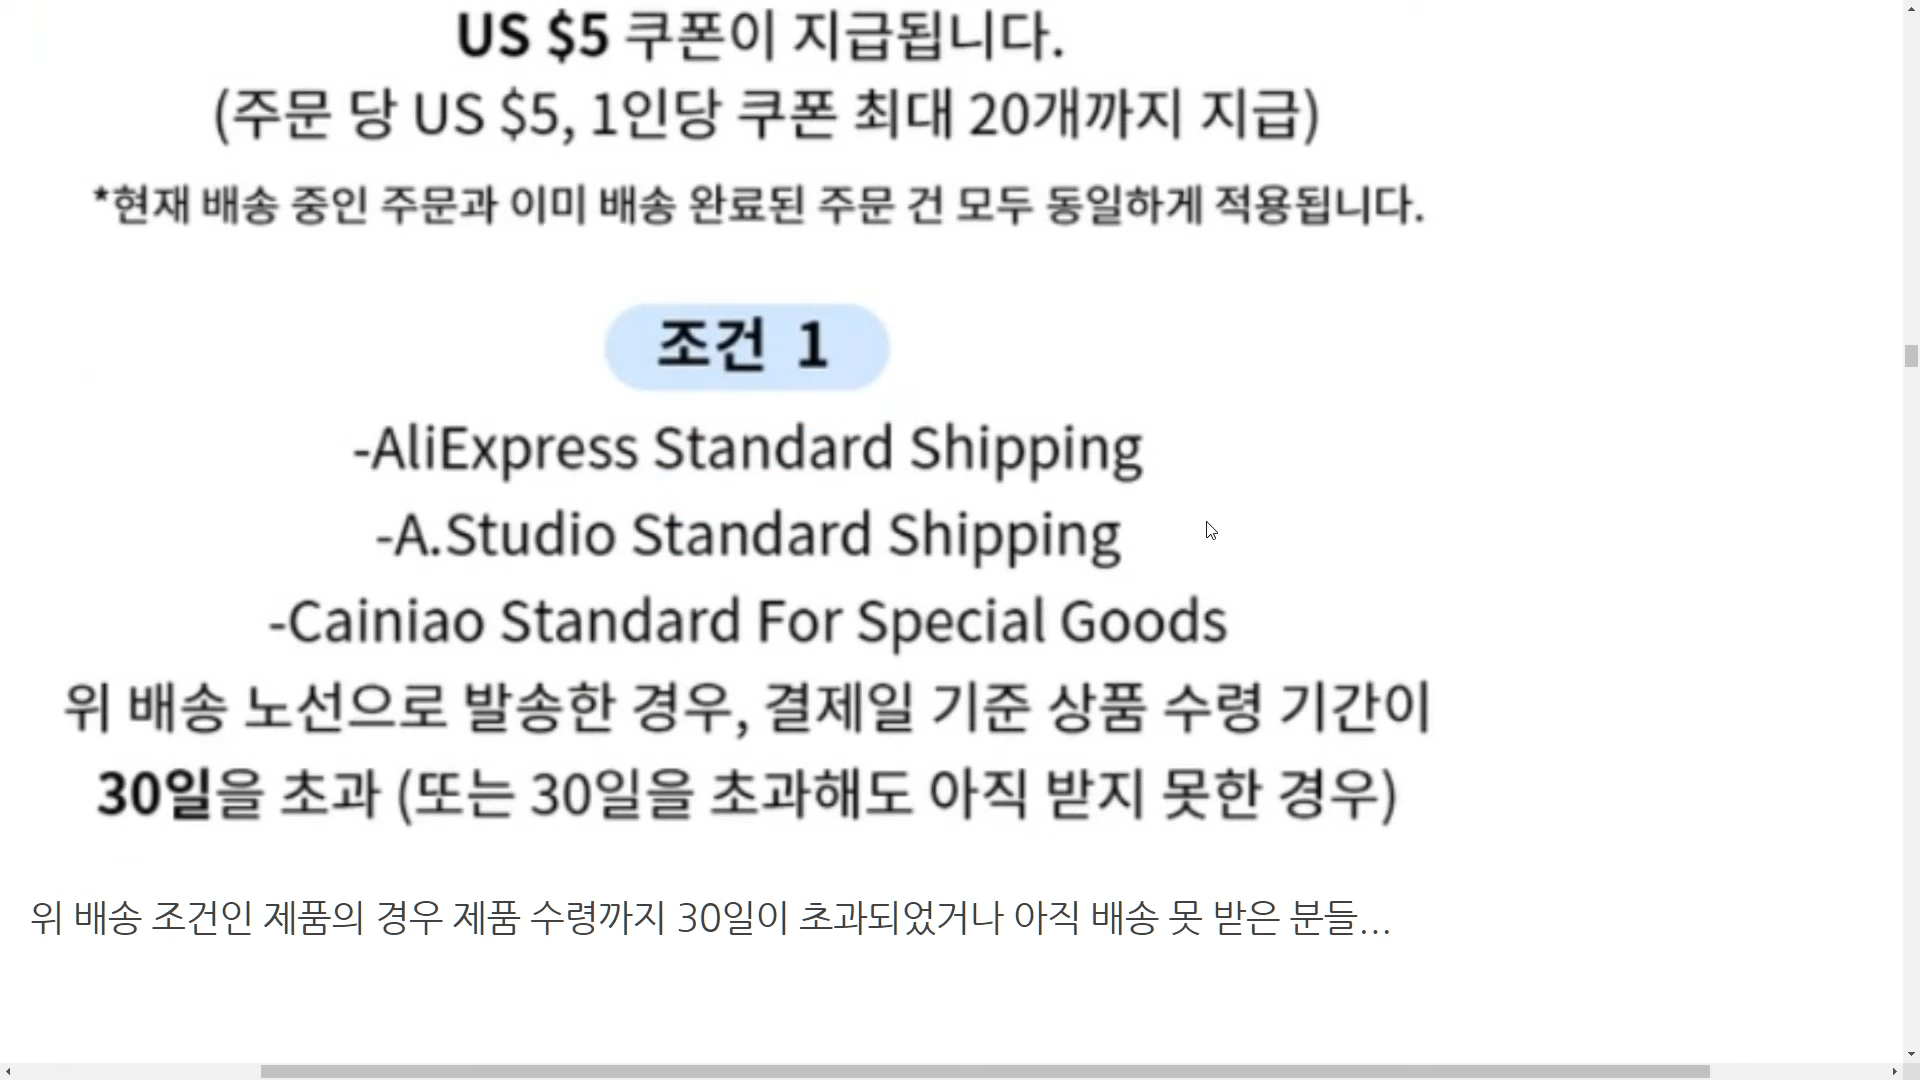 US $5 쿠폰이 지급됩니다.
(주문 당 US $5, 1인당 쿠폰 최대 20개까지 지급)
*현재 배송 중인 주문과 이미 배송 완료된 주문 건 모두 동일하게 적용됩니다.
조건 1
-AliExpress Standard Shipping
-A.Studio Standard Shipping
-Cainiao Standard For Special Goods
위 배송 노선으로 발송한 경우, 결제일 기준 상품 수령 기간이
30일을 초과 (또는 30일을 초과해도 아직 받지 못한 경우)
위 배송 조건인 제품의 경우 제품 수령까지 30일이 초과되었거나 아직 배송 못 받은 분들...